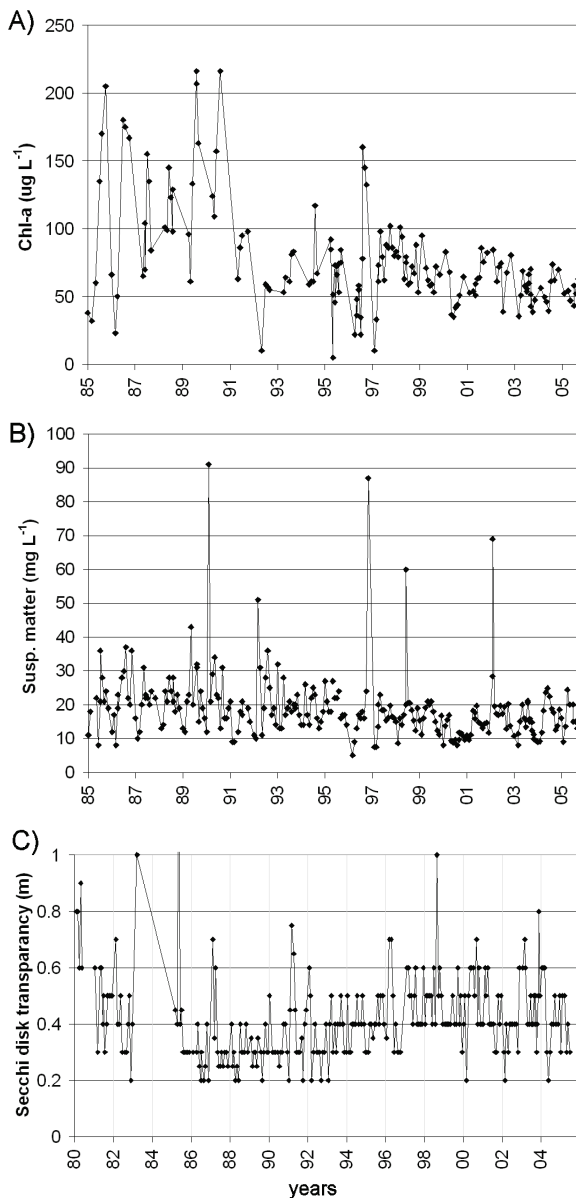 A)
Chl-a (ug L-1)
250
200
150
100
50
0
85 87 89 91 93 95 97 99 01 03 05
B)
Susp. matter (mg L-1)
100
90
80
70
60
50
40
30
20
10
0
85 87 89 91 93 95 97 99 01 03 05
C)
Secchi disk transparancy (m)
1
0.8
0.6
0.4
0.2
0
80 82 84 86 88 90 92 94 96 98 00 02 04
years